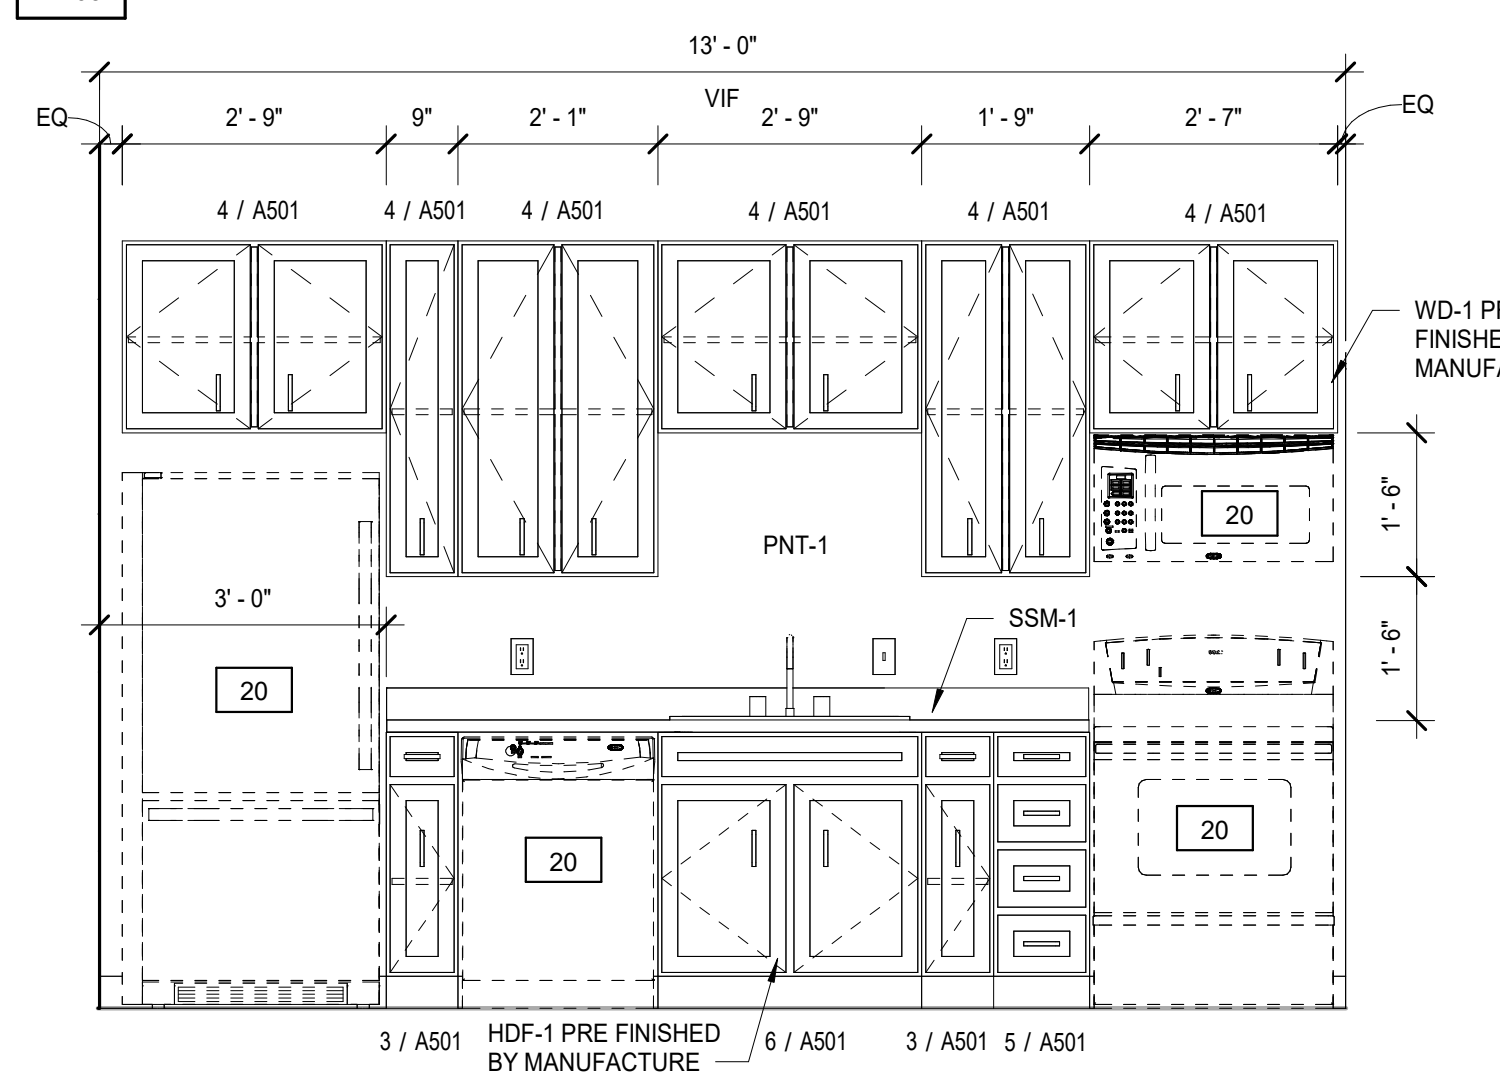 13' - 0"
VIF
EQ
2' - 9"
9"
2' - 1"
2' - 9"
1' - 9"
2' - 7"
EQ
4 / A501
4 / A501
4 / A501
4 / A501
4 / A501
4 / A501
WD-1
FINISHE
MANUFA
20
1' - 6"
PNT-1
3' - 0"
SSM-1
1' - 6"
20
20
20
3 / A501
HDF-1 PRE FINISHED
BY MANUFACTURE
6 / A501
3 / A501
5 / A501